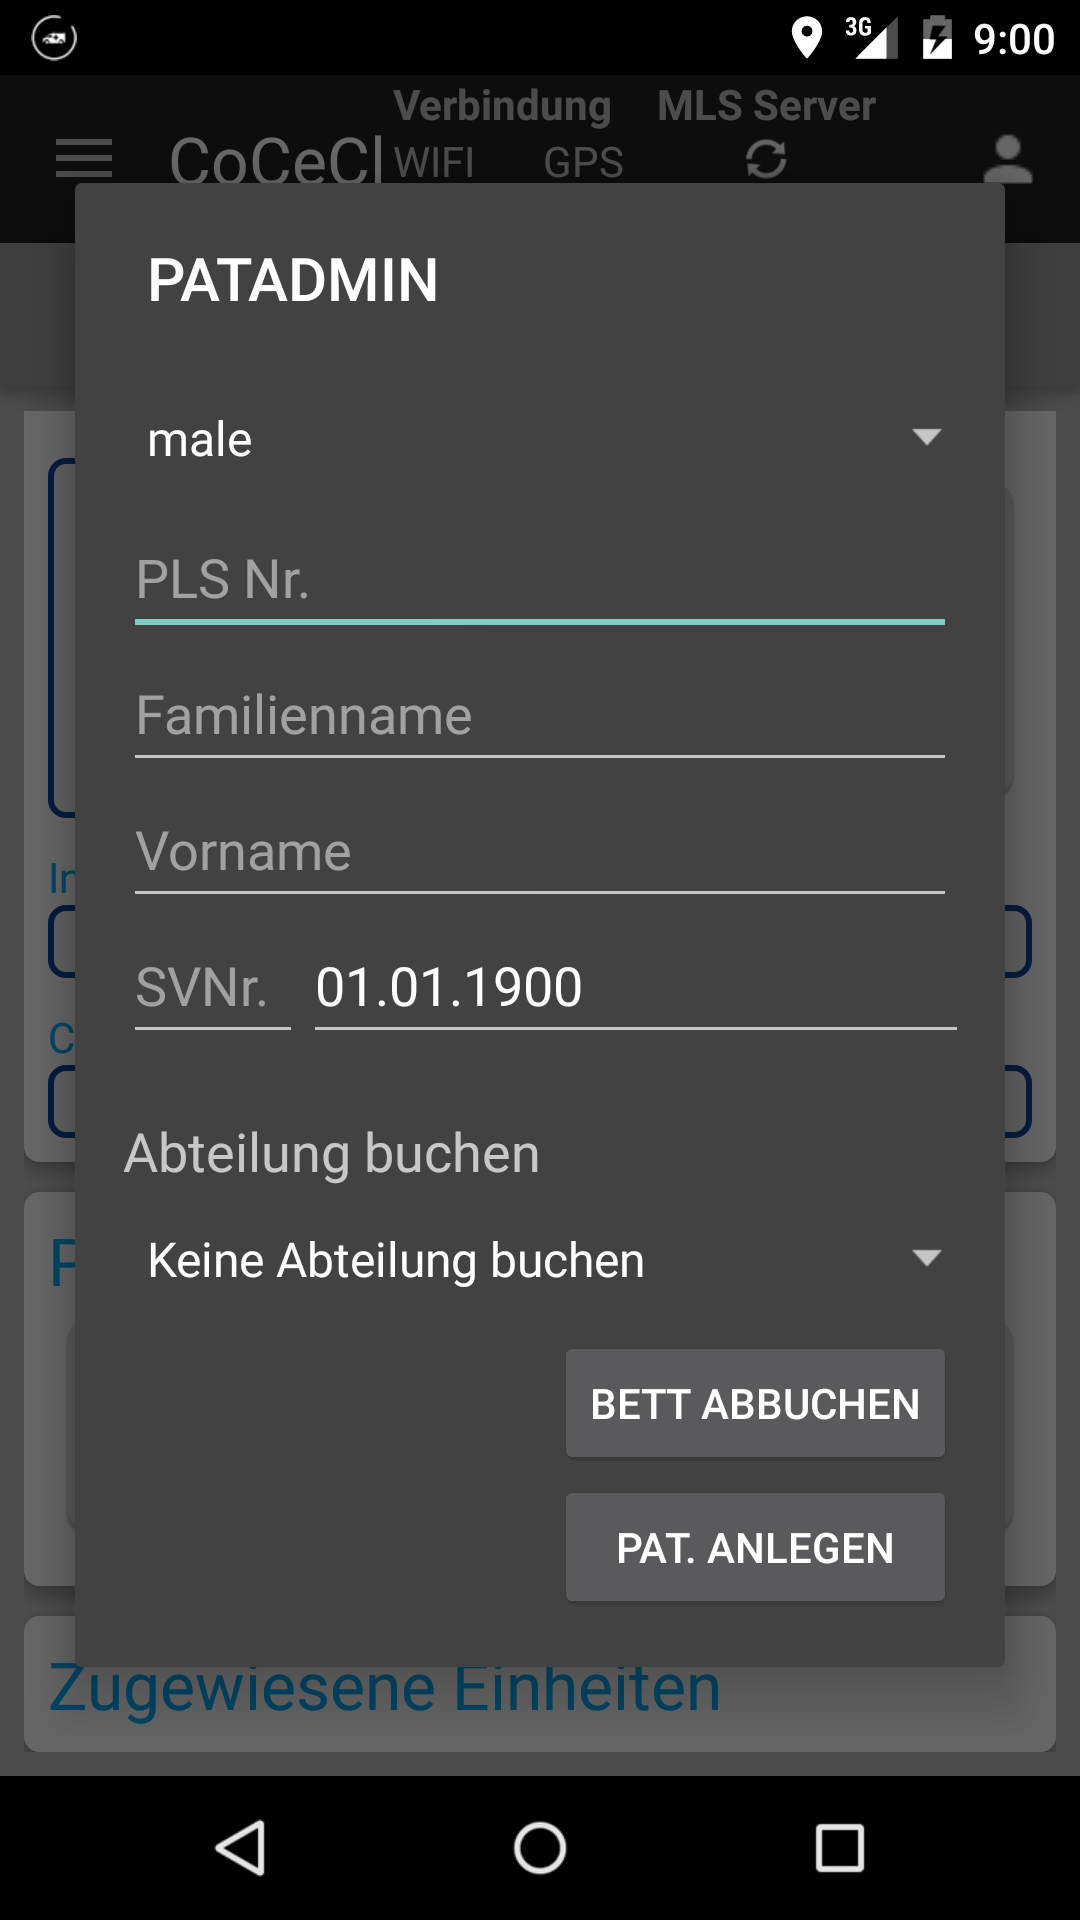 3G 9:00
Verbindung MLS Server
CoCeCl WIFI GPS
PATADMIN
male
PLS Nr.
Familienname
Vorname
SVNr. 01.01.1900
Abteilung buchen
Keine Abteilung buchen
BETT ABBUCHEN
PAT. ANLEGEN
Zugewiesene Einheiten